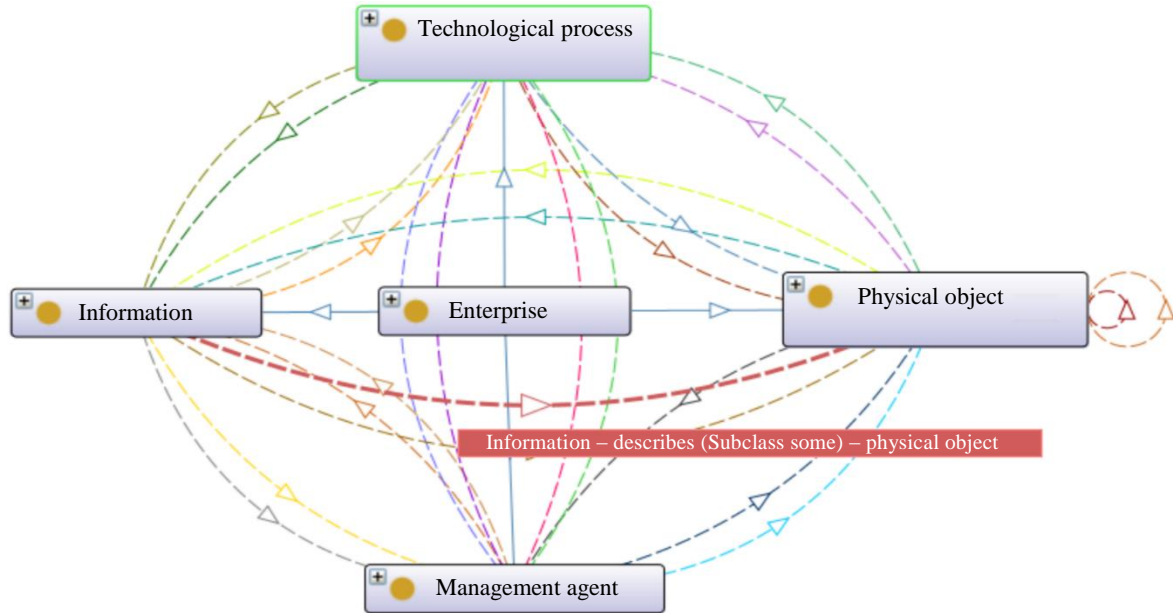 Technological process
Information
Enterprise
Physical object
Information – describes (Subclass some) – physical object
Management agent